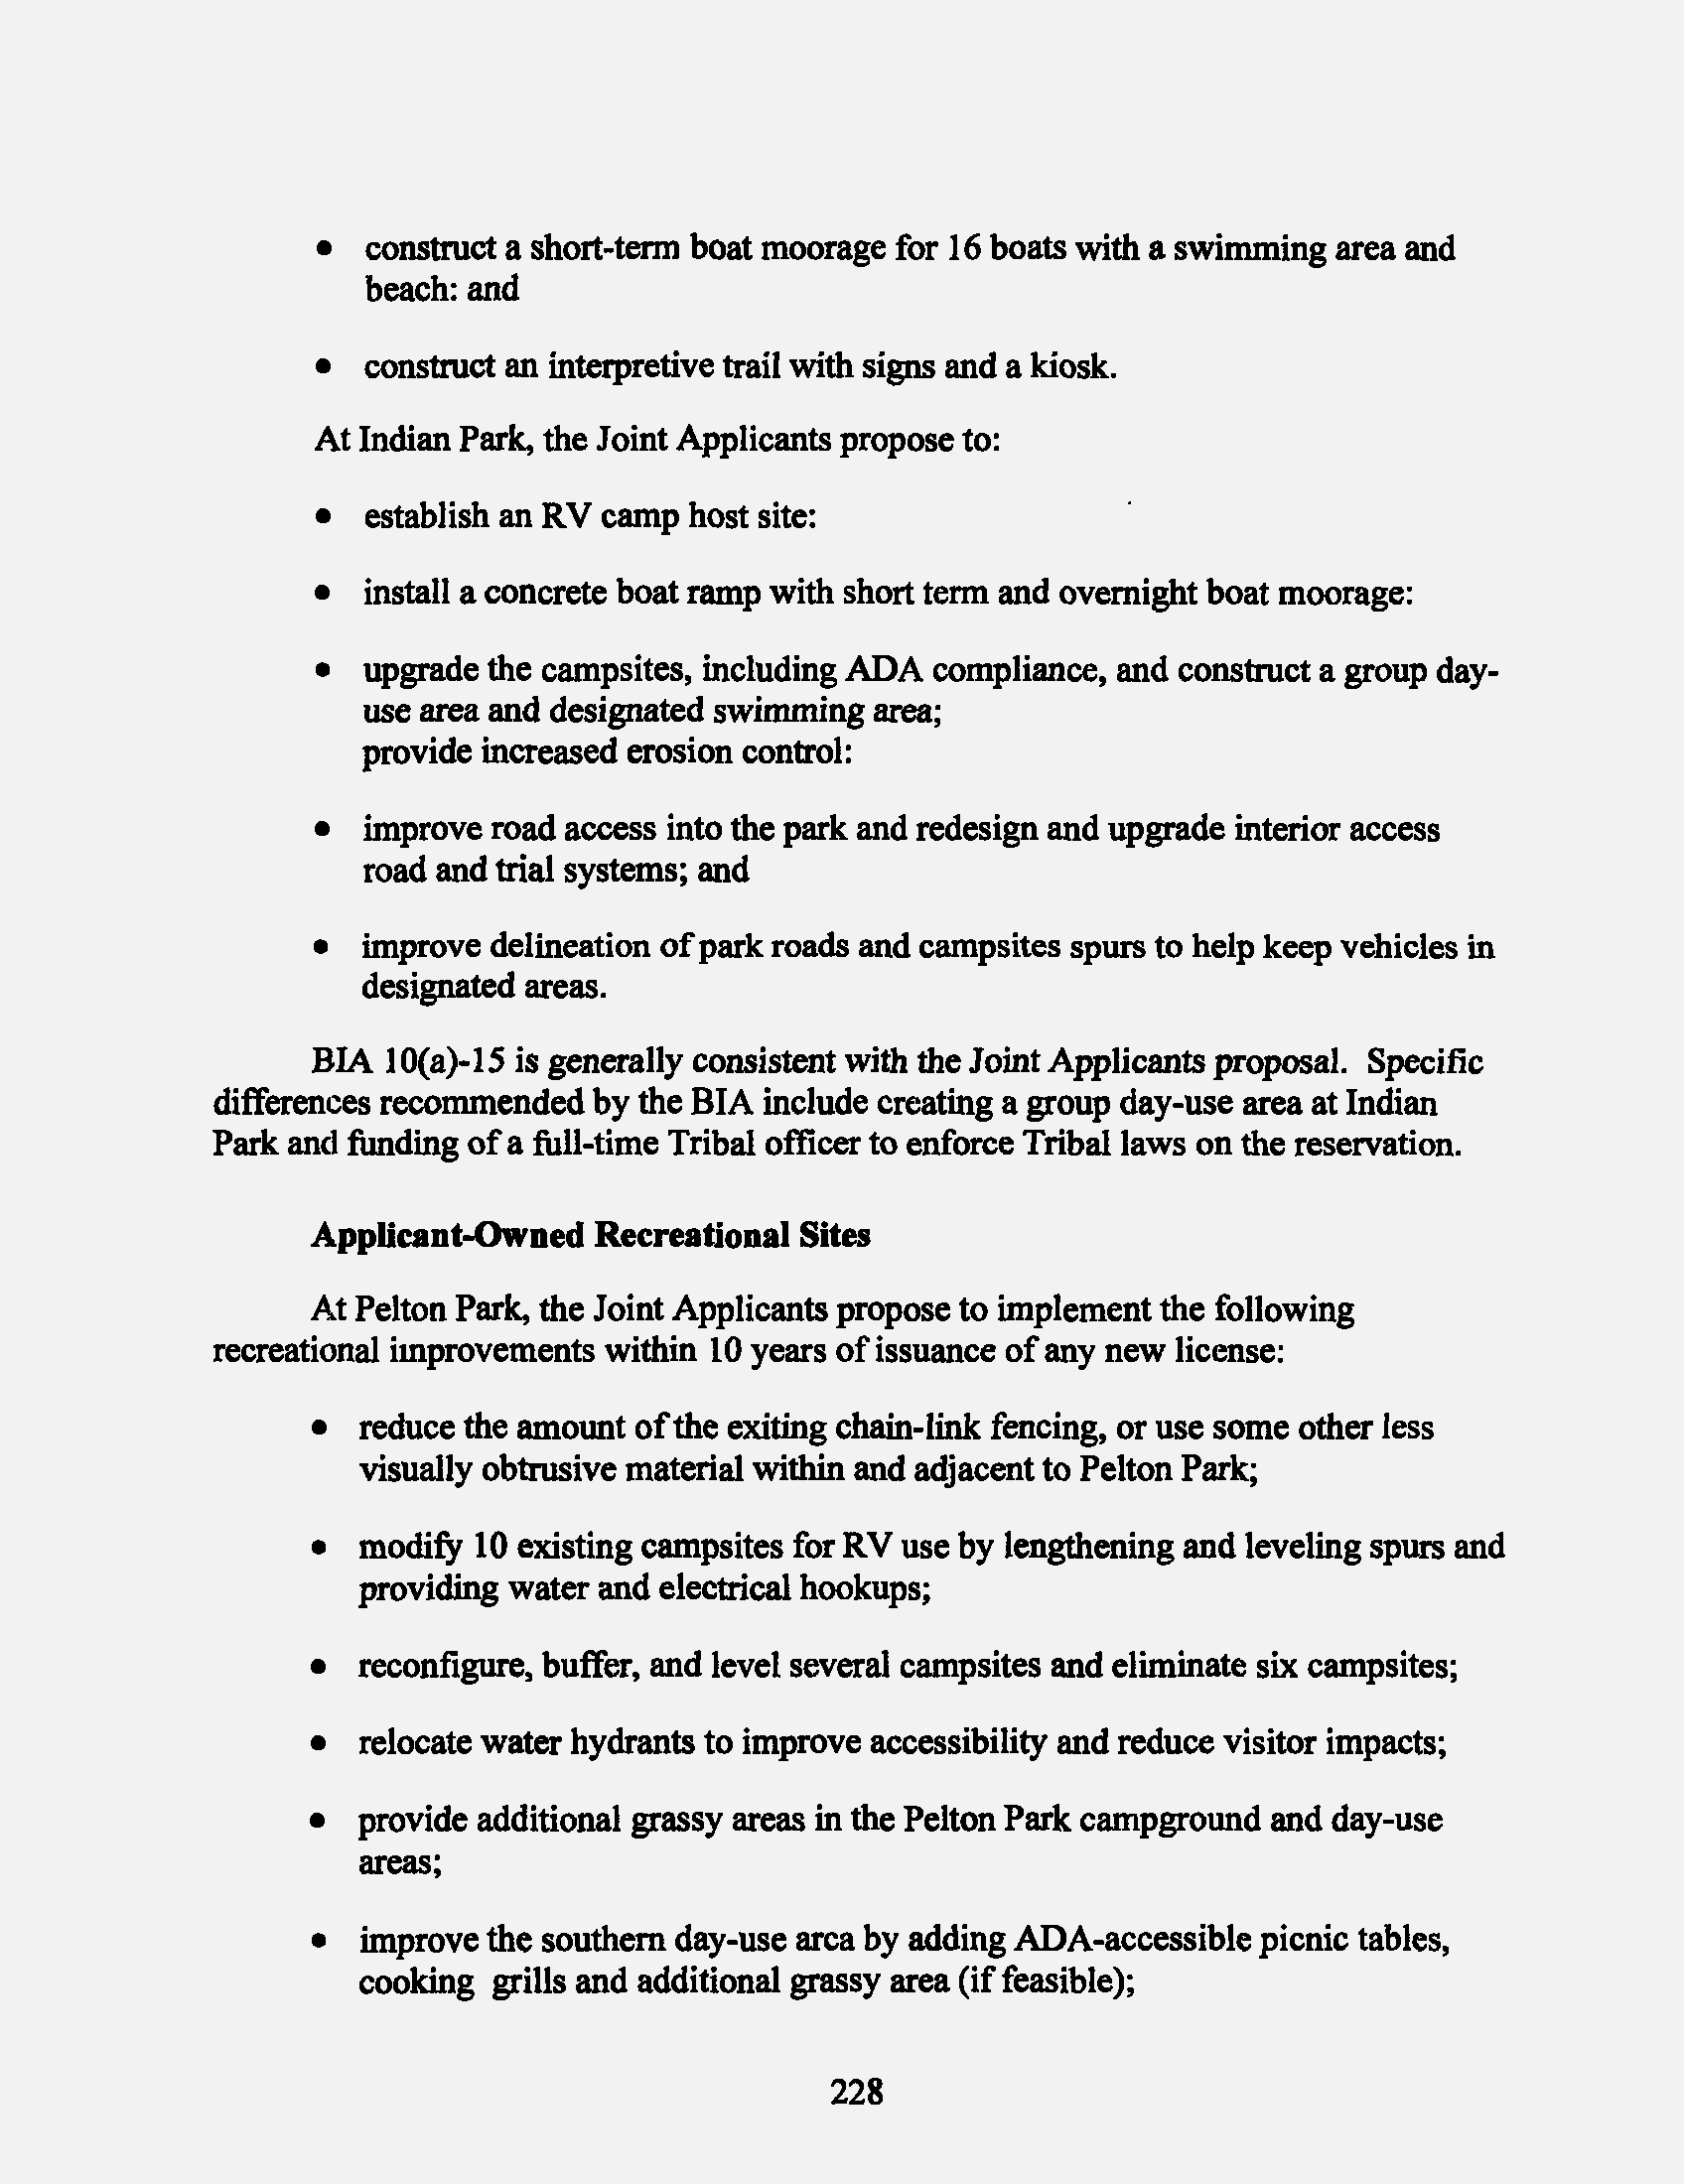 • construct a short-term boat moorage for 16 boats with a swimming area and
beach: and
• construct an interpretive trail with signs and a kiosk.
At Indian Park, the Joint Applicants propose to:
• establish an RV camp host site:
• install a concrete boat ramp with short term and overnight boat moorage:
• upgrade the campsites, including ADA compliance, and construct a group day-
use area and designated swimming area;
provide increased erosion control:
• improve road access into the park and redesign and upgrade interior access
road and trial systems; and
• improve delineation of park roads and campsites spurs to help keep vehicles in
designated areas.
BIA 10(a)-15 is generally consistent with the Joint Applicants proposal. Specific
differences recommended by the BIA include creating a group day-use area at Indian
Park and funding of a full-time Tribal officer to enforce Tribal laws on the reservation.
Applicant-Owned Recreational Sites
At Pelton Park, the Joint Applicants propose to implement the following
recreational improvements within 10 years of issuance of any new license:
• reduce the amount of the exiting chain-link fencing, or use some other less
visually obtrusive material within and adjacent to Pelton Park;
• modify 10 existing campsites for RV use by lengthening and leveling spurs and
providing water and electrical hookups;
• reconfigure, buffer, and level several campsites and eliminate six campsites;
• relocate water hydrants to improve accessibility and reduce visitor impacts;
• provide additional grassy areas in the Pelton Park campground and day-use
areas;
• improve the southern day-use area by adding ADA-accessible picnic tables,
cooking grills and additional grassy area (if feasible);
228